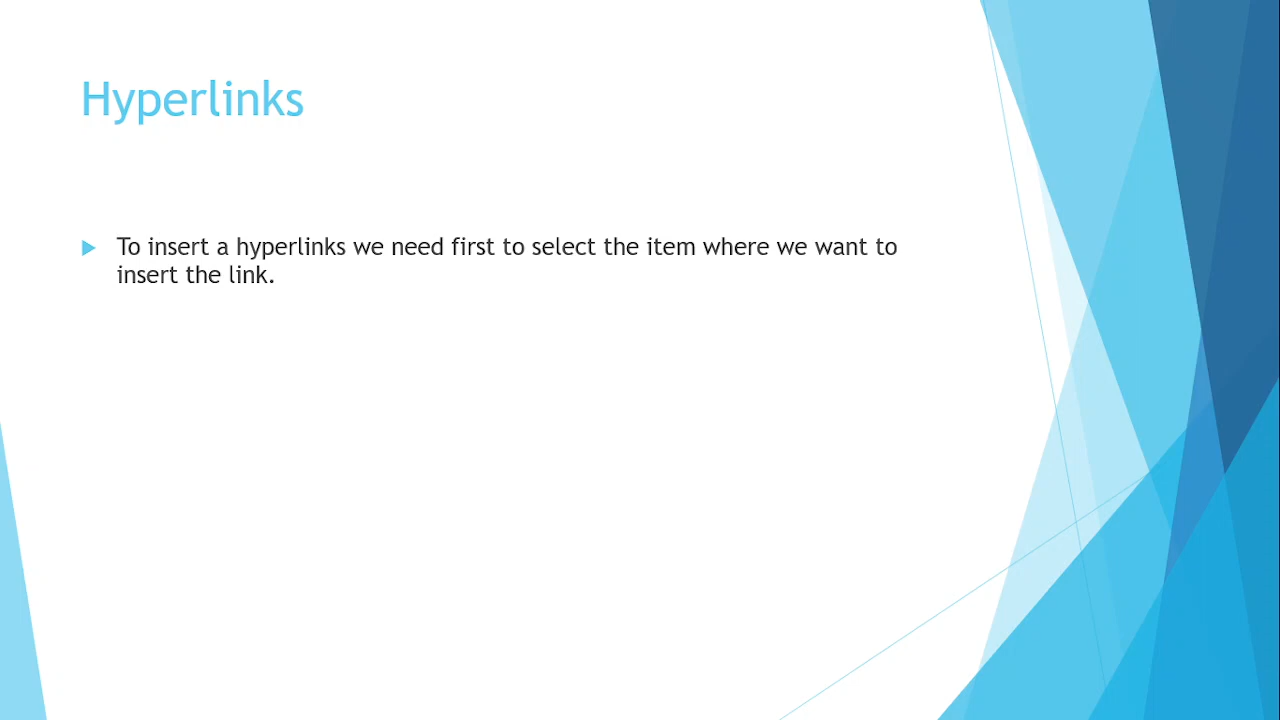 Hyperlinks
To insert a hyperlinks we need first to select the item where we want to
insert the link.